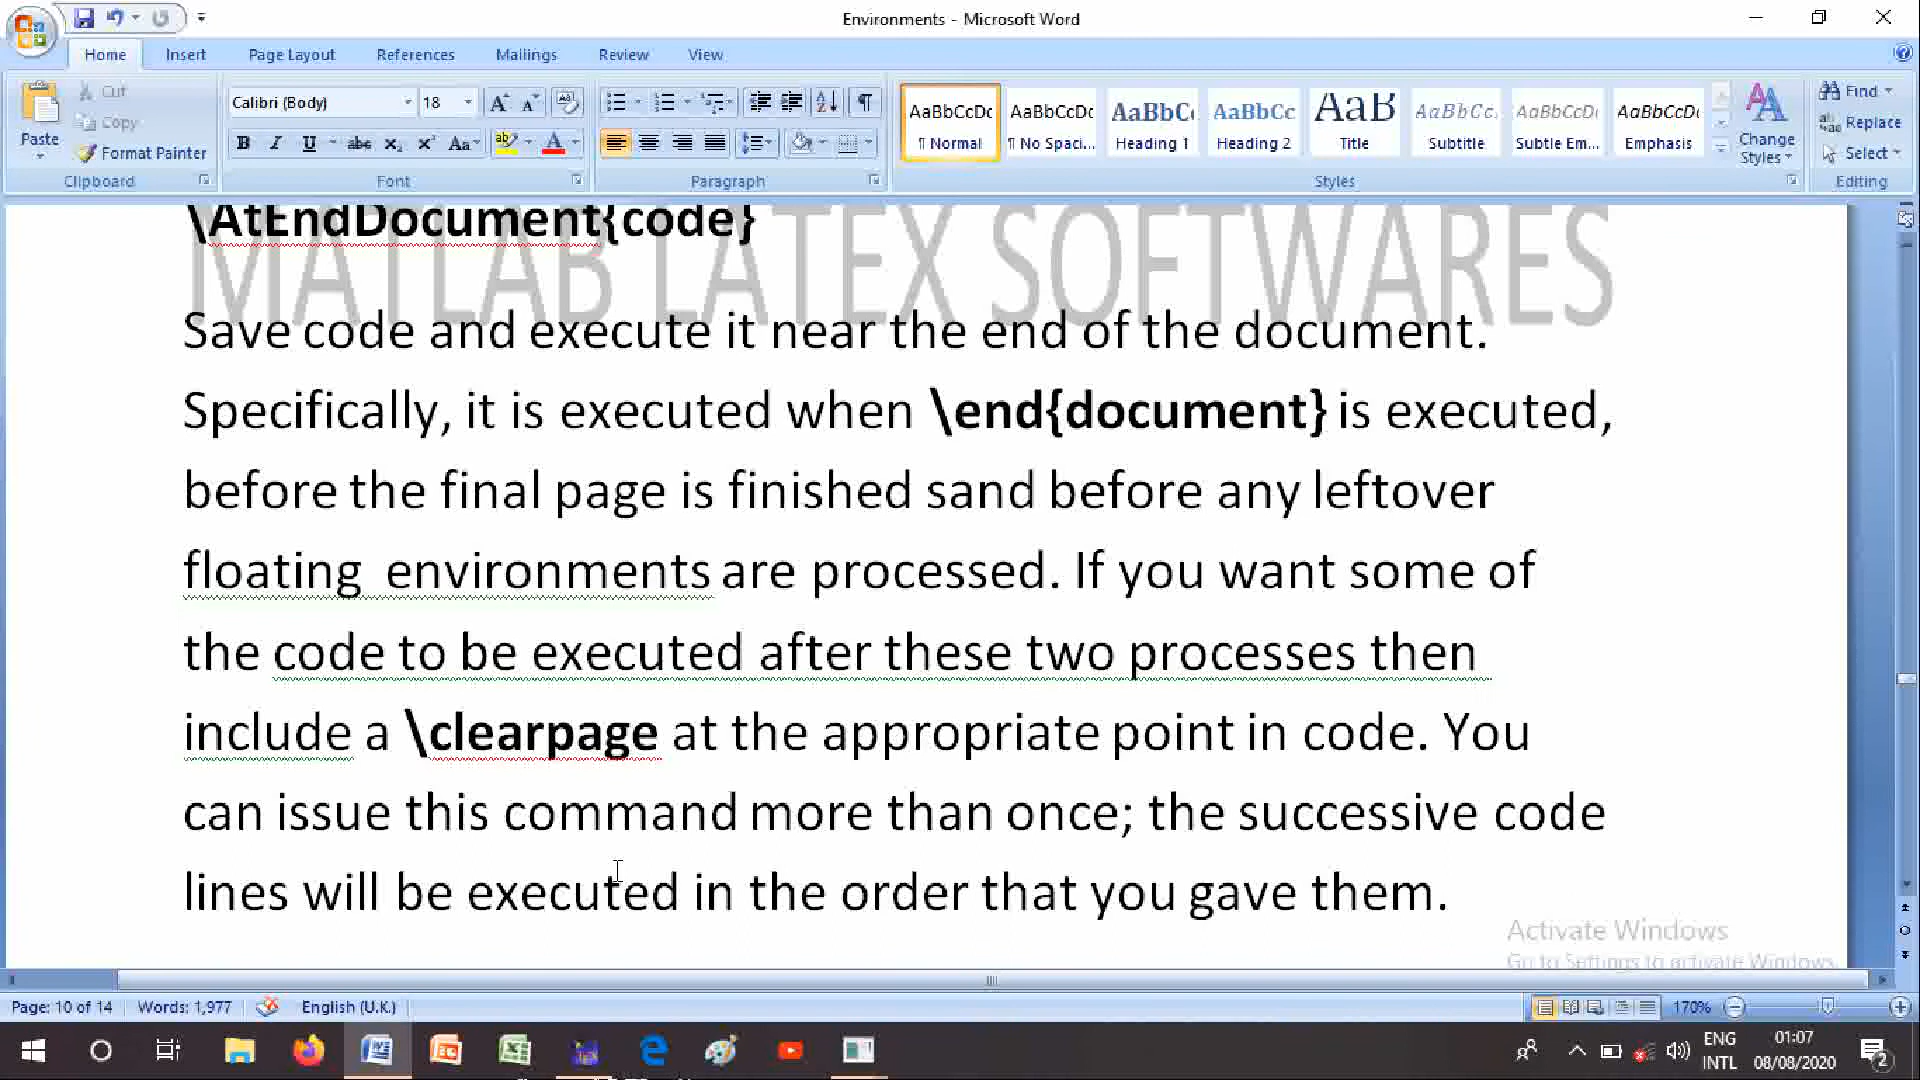 Environments - Microsoft Word
Home Insert Page Layout References Mailings Review View
Cut
Copy
Paste
Format Painter
Clipboard
Calibri (Body) 18
Font
Paragraph
AaBbCcDc AaBbCcDc AaBbC AaBbCc AaB AaBbCc. AaBbCcDi AaBbCcDc
¶ Normal ¶ No Spaci... Heading 1 Heading 2 Title Subtitle Subtle Em... Emphasis
Styles
Change
Styles
Find
Replace
Select
Editing
\AtEndDocument{code}
MATLAB LATEX SOFTWARES
Save code and execute it near the end of the document.
Specifically, it is executed when \end{document} is executed,
before the final page is finished sand before any leftover
floating environments are processed. If you want some of
the code to be executed after these two processes then
include a \clearpage at the appropriate point in code. You
can issue this command more than once; the successive code
lines will be executed in the order that you gave them.
Activate Windows
Go to Settings to activate Windows.
Page: 10 of 14 Words: 1,977 English (U.K.) 170%
ENG 01:07
INTL 08/08/2020
2